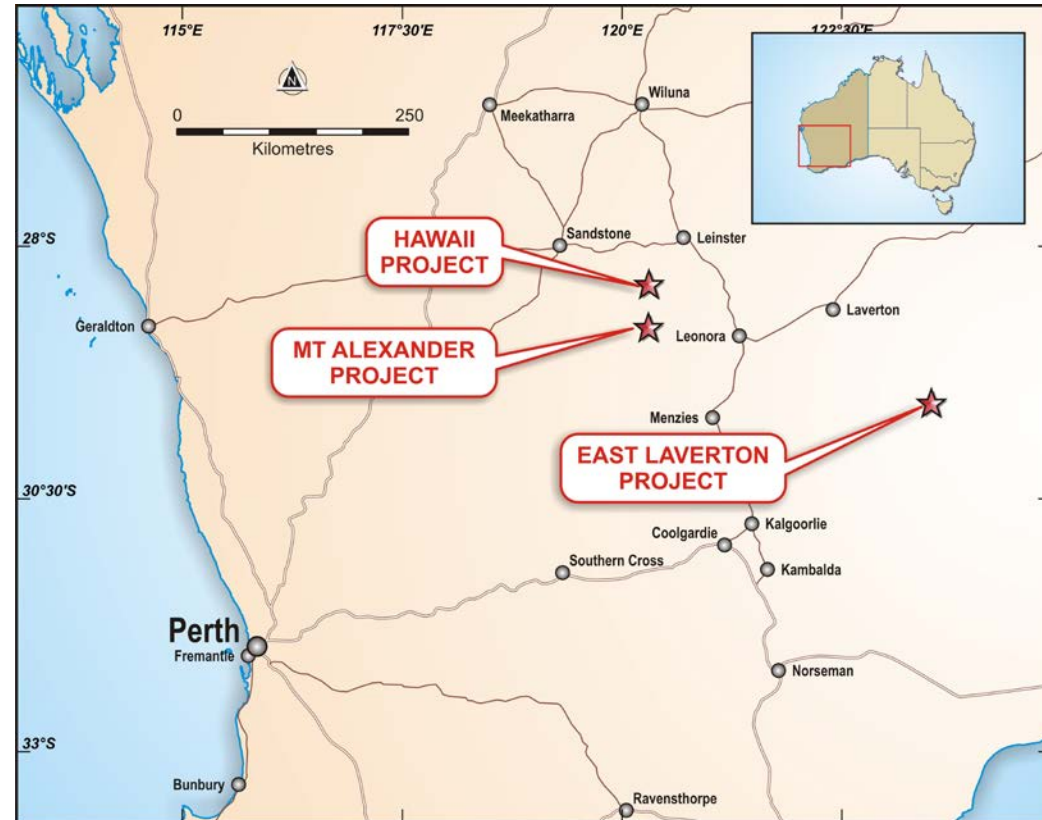 115°E
117°30'E
120°E
122°30'E
N
0
250
Kilometres
Meekatharra
Wiluna
28°S
HAWAII
PROJECT
Sandstone
Leinster
Geraldton
MT ALEXANDER
PROJECT
Leonora
Laverton
Menzies
EAST LAVERTON
PROJECT
30°30'S
Coolgardie
Kalgoorlie
Southern Cross
Kambalda
Perth
Fremantle
Norseman
33°S
Bunbury
Ravensthorpe